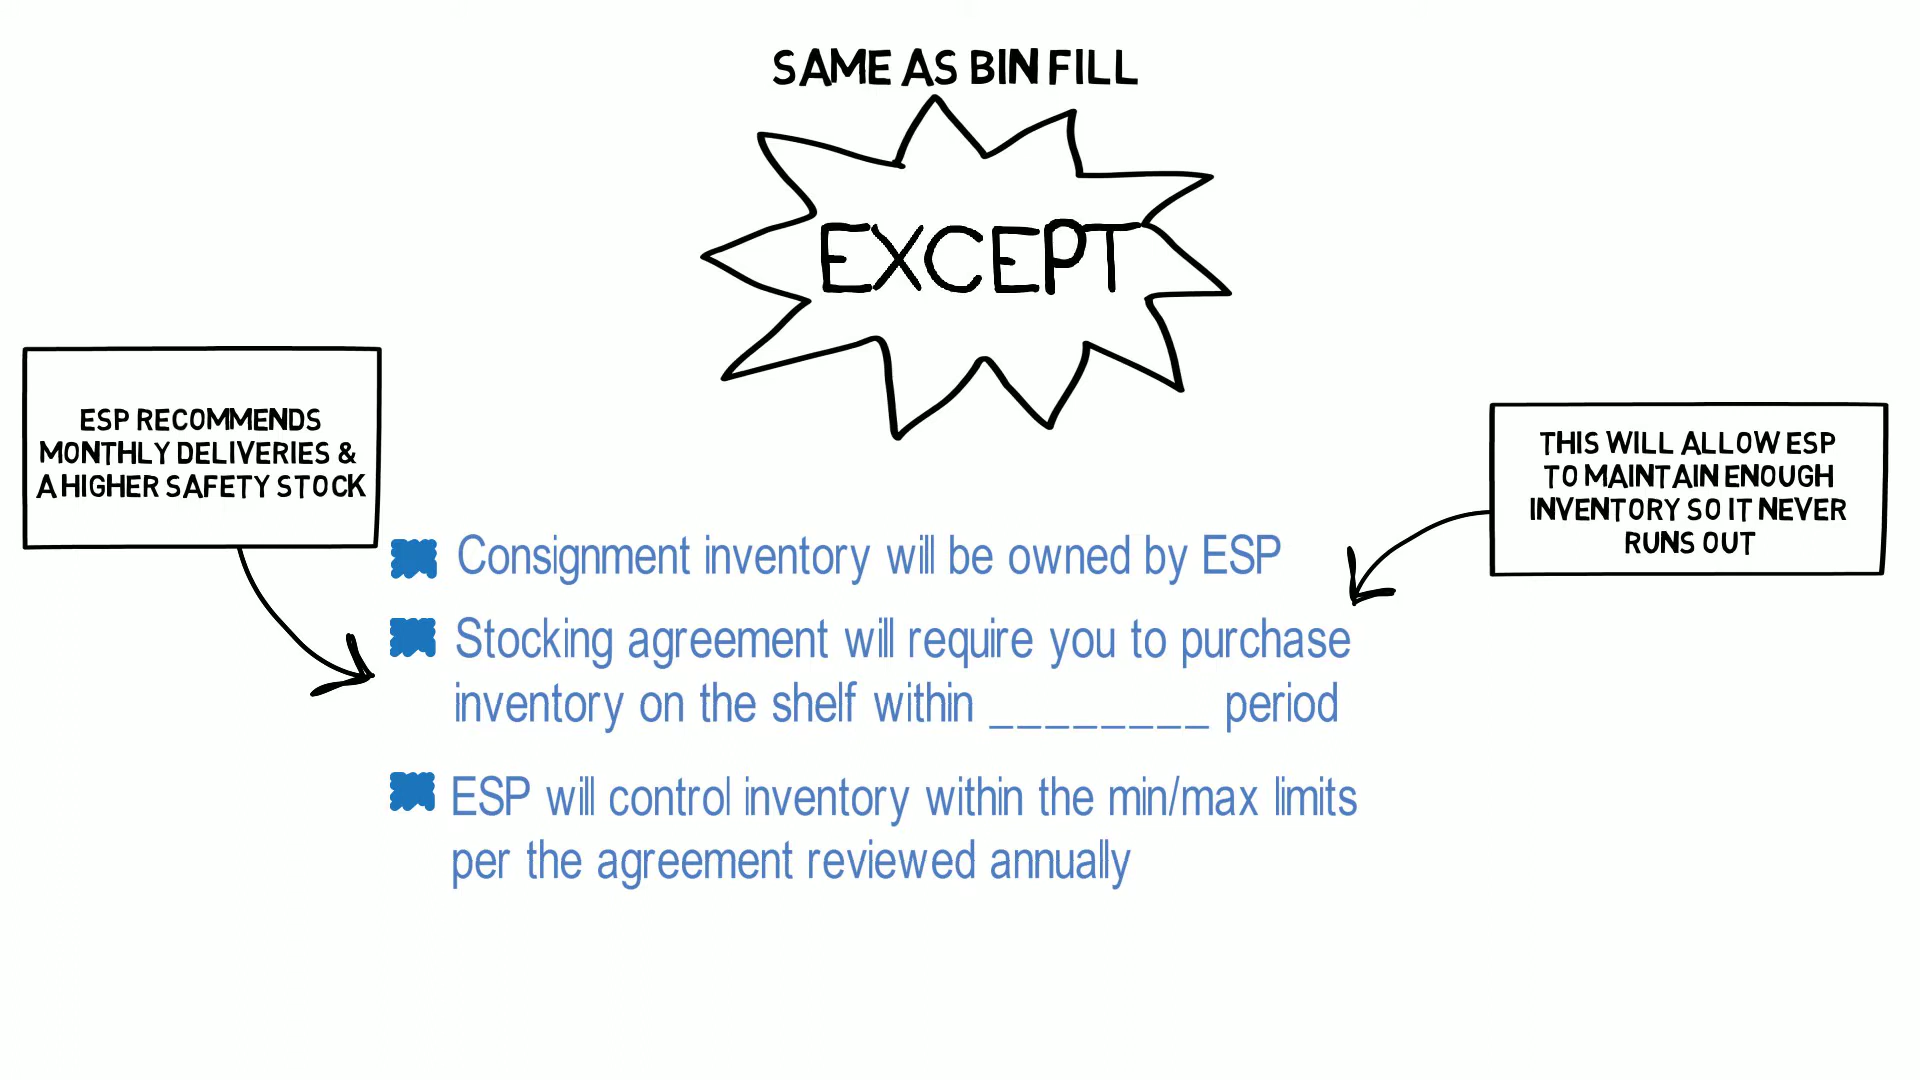 SAME AS BIN FILL
EXCEPT
ESP RECOMMENDS
MONTHLY DELIVERIES &
A HIGHER SAFETY STOCK
THIS WILL ALLOW ESP
TO MAINTAIN ENOUGH
INVENTORY SO IT NEVER
RUNS OUT
Consignment inventory will be owned by ESP
Stocking agreement will require you to purchase
inventory on the shelf within ________ period
ESP will control inventory within the min/max limits
per the agreement reviewed annually